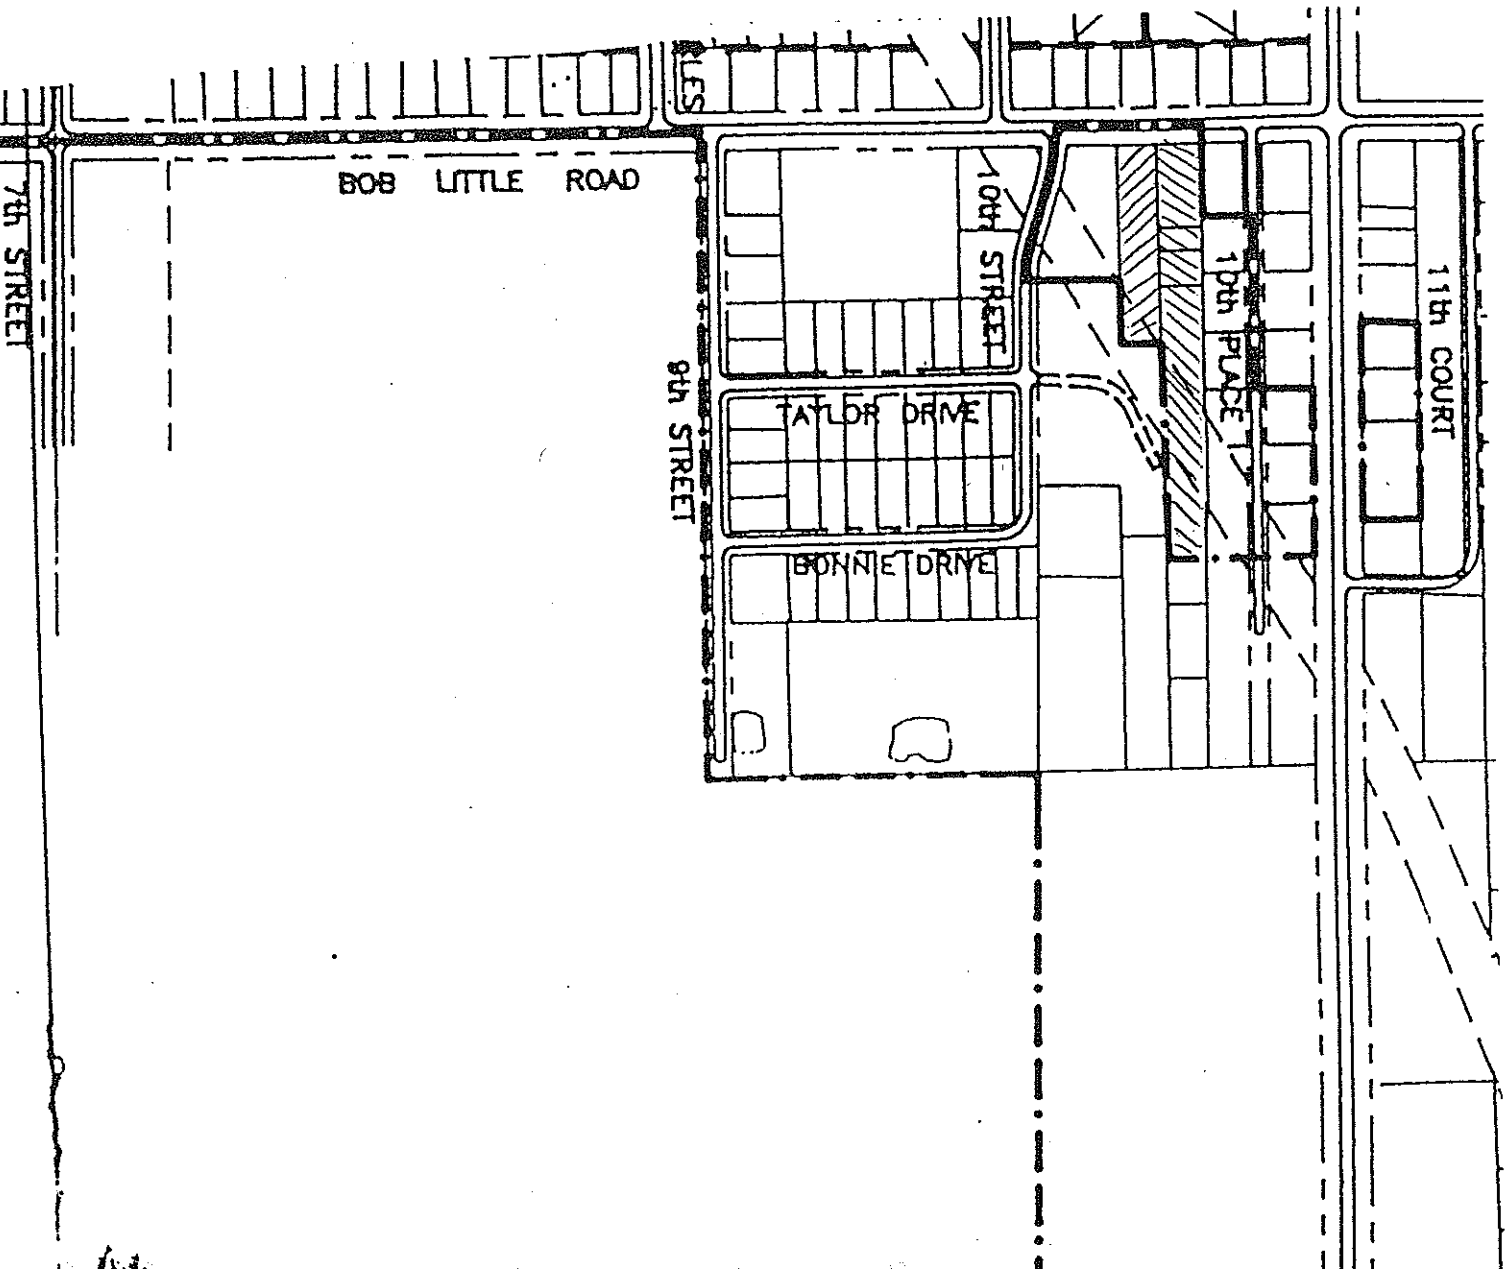 BOB LITTLE ROAD
7th STREET
9th STREET
10th STREET
10th PLACE
11th COURT
TAYLOR DRIVE
BONNIE DRIVE